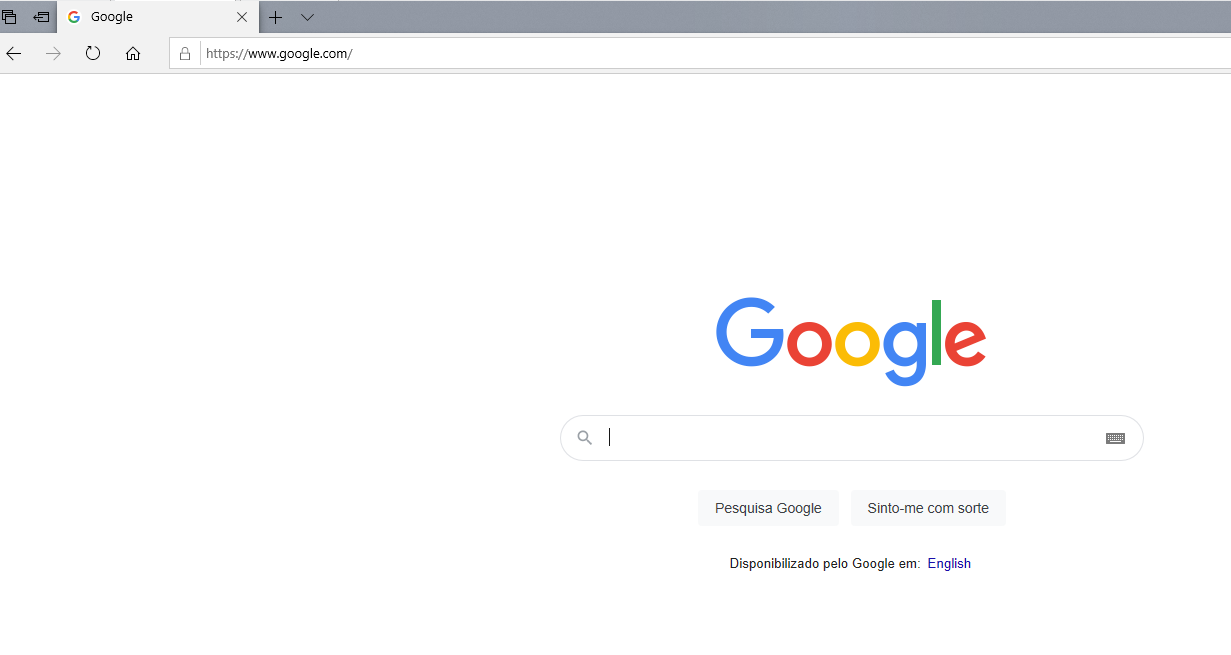 Google
https://www.google.com/
Google
Pesquisa Google
Sinto-me com sorte
Disponibilizado pelo Google em: English